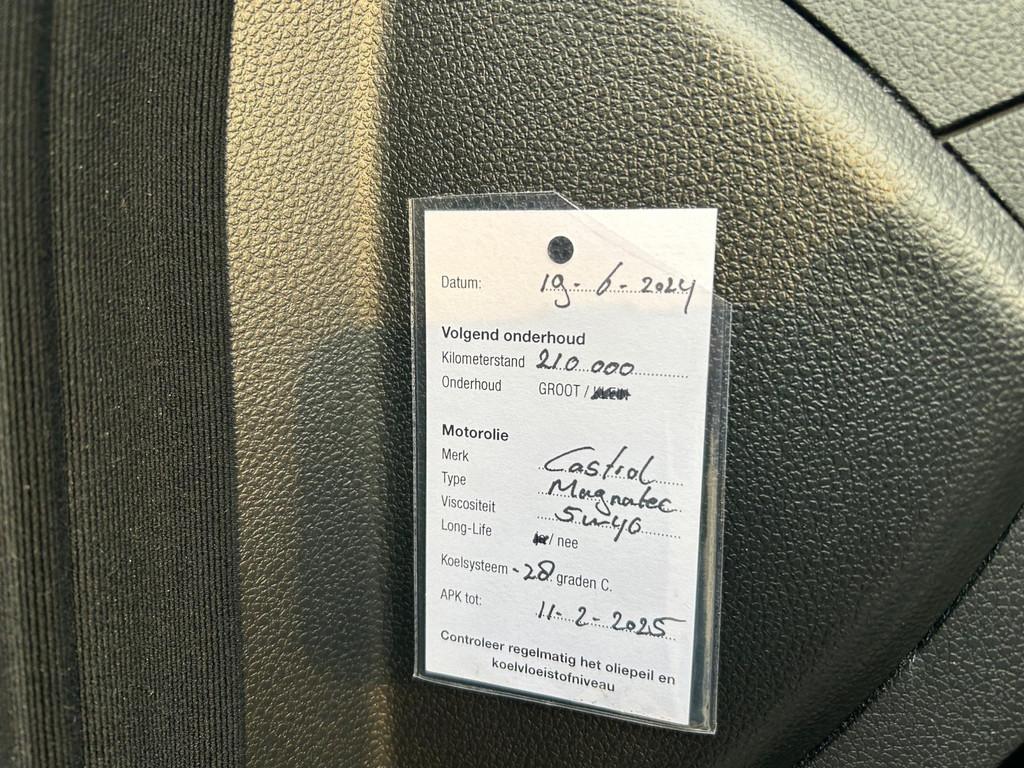 Datum: 19-6-2024
Volgend onderhoud
Kilometerstand 210.000
Onderhoud GROOT /
Motorolie
Merk Castrol
Type Magnatec
Viscositeit 5w40
Long-Life / nee
Koelsysteem -28 graden C.
APK tot: 11-2-2025
Controleer regelmatig het oliepeil en
koelvloeistofniveau